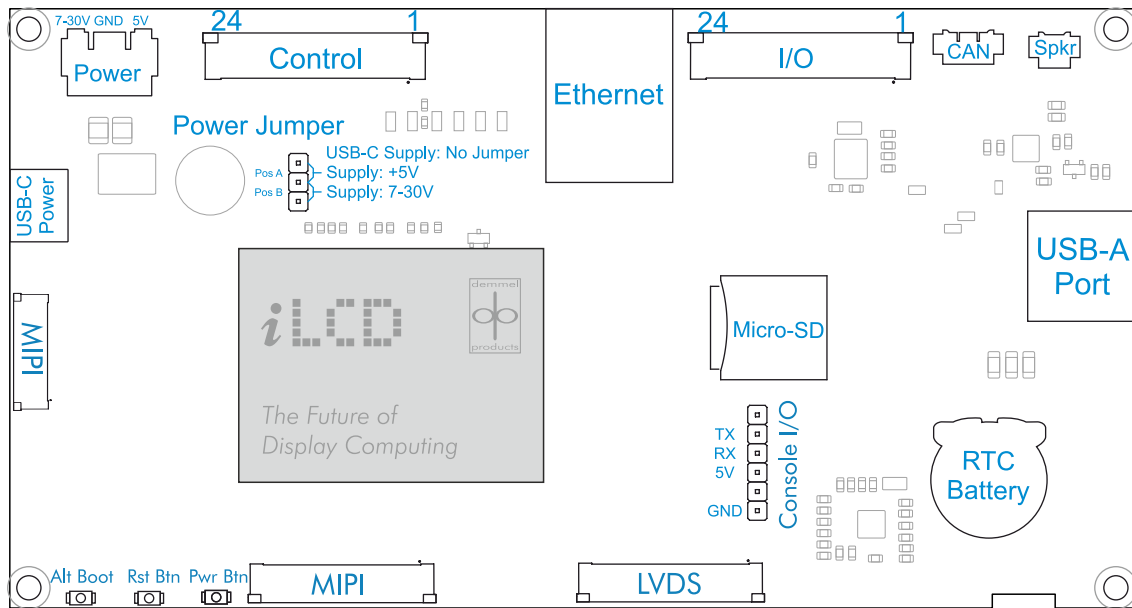 7-30V GND 5V
Power
24 1
Control
Ethernet
24 1
I/O
CAN
Spkr
Power Jumper
USB-C Supply: No Jumper
Pos A Supply: +5V
Pos B Supply: 7-30V
USB-C
Power
USB-A
Port
iLCD
demmel
dp
products
The Future of
Display Computing
MIPI
Micro-SD
Console I/O
TX
RX
5V
GND
RTC
Battery
Alt Boot Rst Btn Pwr Btn
MIPI
LVDS